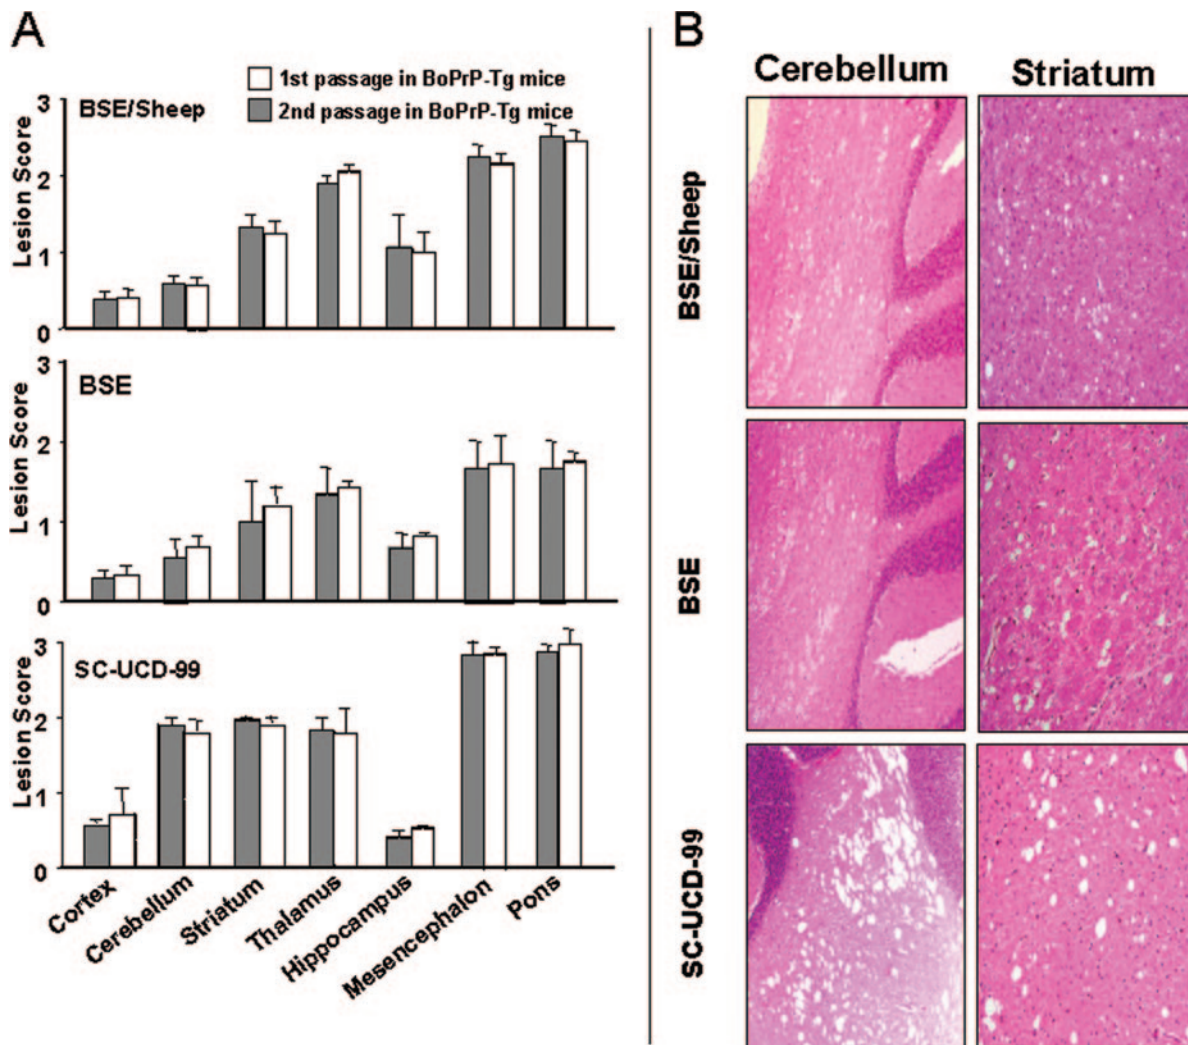 A
1st passage in BoPrP-Tg mice
2nd passage in BoPrP-Tg mice
BSE/Sheep
Lesion Score
3
2
1
0
BSE
Lesion Score
3
2
1
0
SC-UCD-99
Lesion Score
3
2
1
0
Cortex
Cerebellum
Striatum
Thalamus
Hippocampus
Mesencephalon
Pons
B
Cerebellum
Striatum
BSE/Sheep
BSE
SC-UCD-99